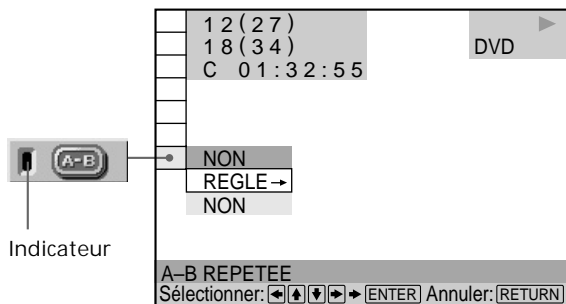 12(27)
18(34)
DVD
C 01:32:55
A-B
NON
REGLE→
NON
Indicateur
A–B REPETEE
Sélectionner: ←↑↓→ → ENTER Annuler: RETURN